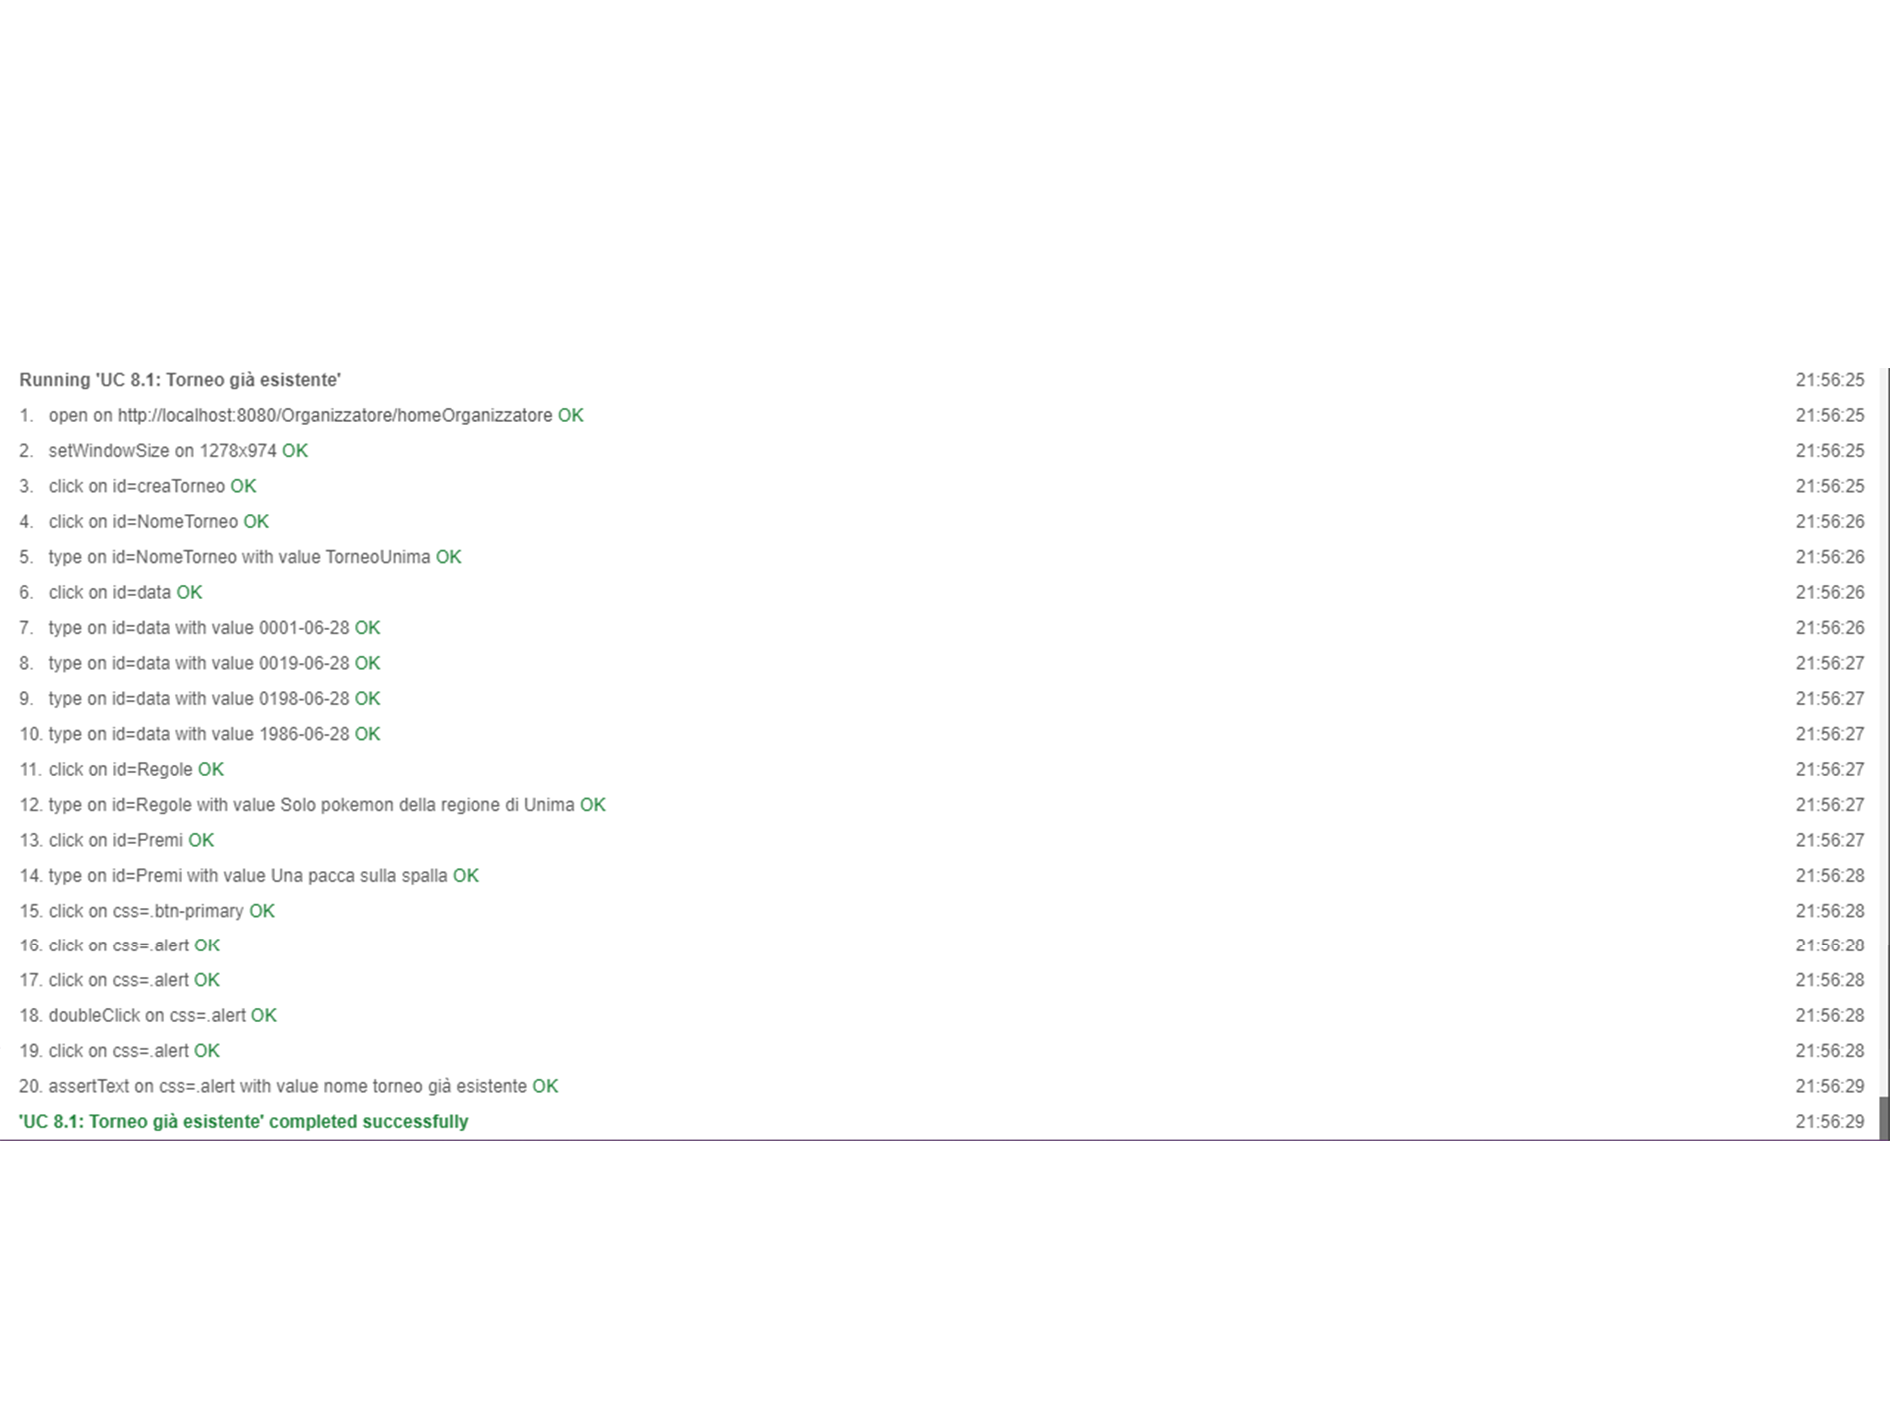 Running 'UC 8.1: Torneo già esistente' 21:56:25
1. open on http://localhost:8080/Organizzatore/homeOrganizzatore OK 21:56:25
2. setWindowSize on 1278x974 OK 21:56:25
3. click on id=creaTorneo OK 21:56:25
4. click on id=NomeTorneo OK 21:56:26
5. type on id=NomeTorneo with value TorneoUnima OK 21:56:26
6. click on id=data OK 21:56:26
7. type on id=data with value 0001-06-28 OK 21:56:26
8. type on id=data with value 0019-06-28 OK 21:56:27
9. type on id=data with value 0198-06-28 OK 21:56:27
10. type on id=data with value 1986-06-28 OK 21:56:27
11. click on id=Regole OK 21:56:27
12. type on id=Regole with value Solo pokemon della regione di Unima OK 21:56:27
13. click on id=Premi OK 21:56:27
14. type on id=Premi with value Una pacca sulla spalla OK 21:56:28
15. click on css=.btn-primary OK 21:56:28
16. click on css=.alert OK 21:56:28
17. click on css=.alert OK 21:56:28
18. doubleClick on css=.alert OK 21:56:28
19. click on css=.alert OK 21:56:28
20. assertText on css=.alert with value nome torneo già esistente OK 21:56:29
'UC 8.1: Torneo già esistente' completed successfully 21:56:29